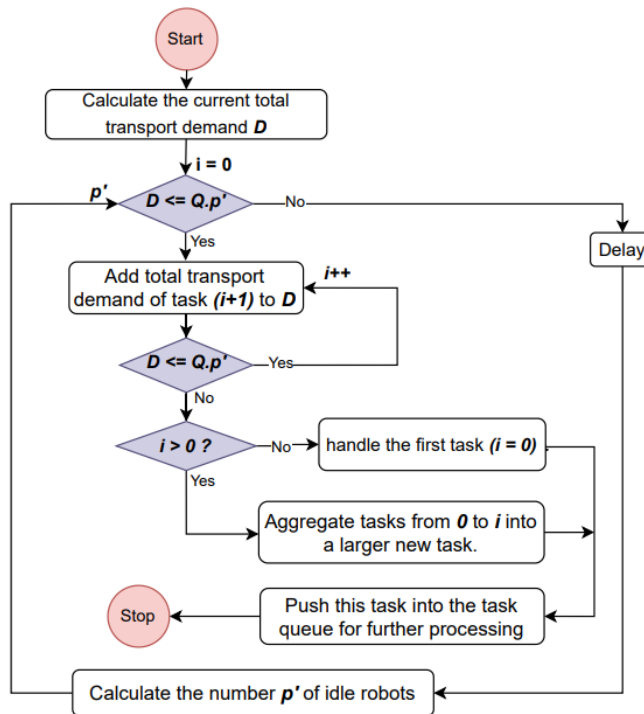 Start
Calculate the current total
transport demand D
i = 0
p'
D <= Q.p'
No
Yes
Delay
Add total transport
demand of task (i+1) to D
i++
D <= Q.p'
Yes
No
i > 0 ?
No
handle the first task (i = 0)
Yes
Aggregate tasks from 0 to i into
a larger new task.
Stop
Push this task into the task
queue for further processing
Calculate the number p' of idle robots